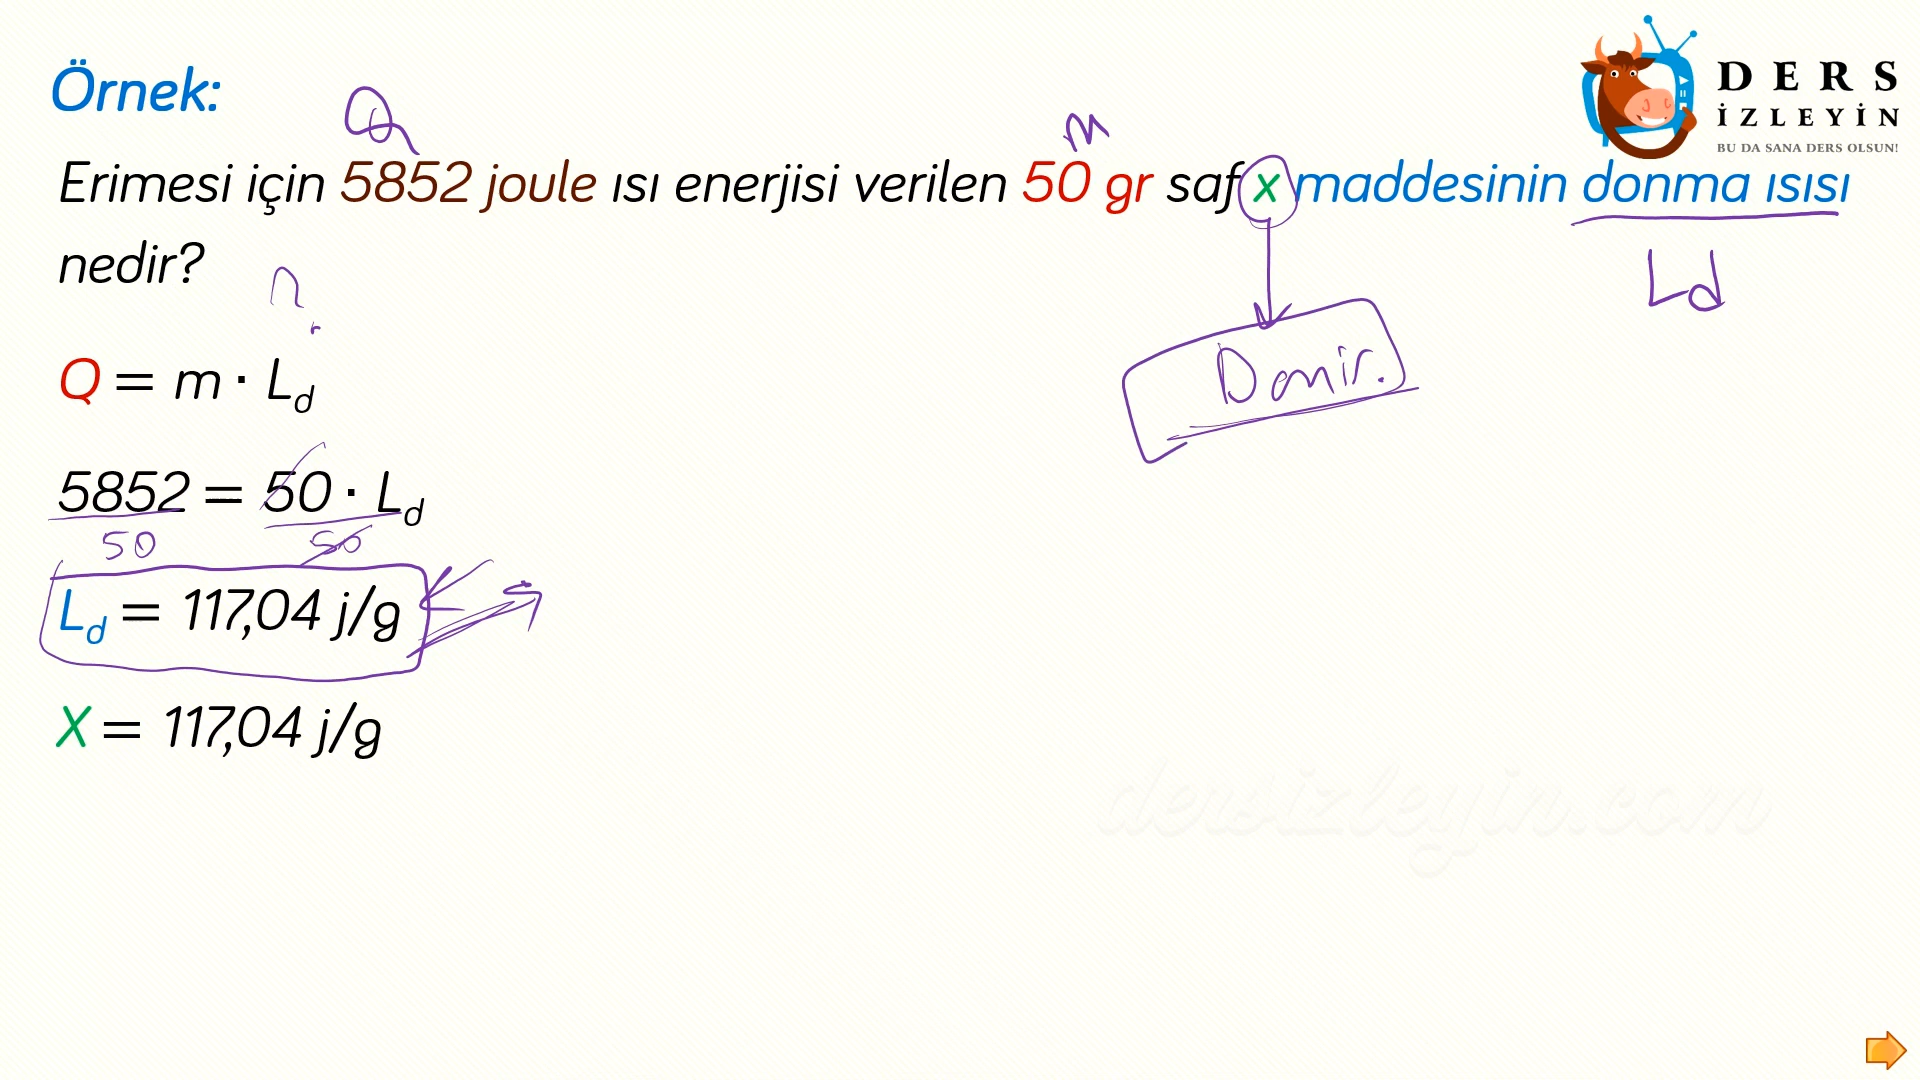 Örnek:
DERS
İZLEYİN
BU DA SANA DERS OLSUN!
Q
m
Erimesi için 5852 joule ısı enerjisi verilen 50 gr saf x maddesinin donma ısısı
nedir?
?
Ld
Q = m · Ld
Demir.
5852 = 50 · Ld
50 50
Ld = 117,04 j/g
X = 117,04 j/g
dersizleyin.com